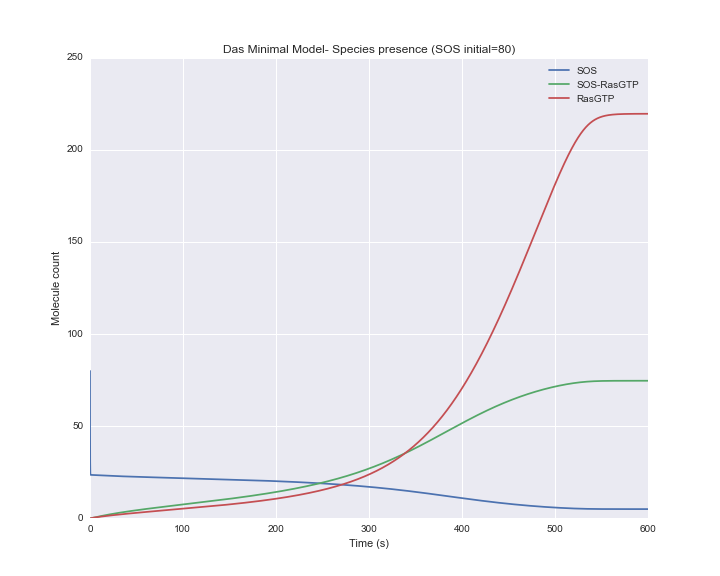 Das Minimal Model- Species presence (SOS initial=80)
250
SOS
SOS-RasGTP
RasGTP
200
150
Molecule count
100
50
0
0 100 200 300 400 500 600
Time (s)